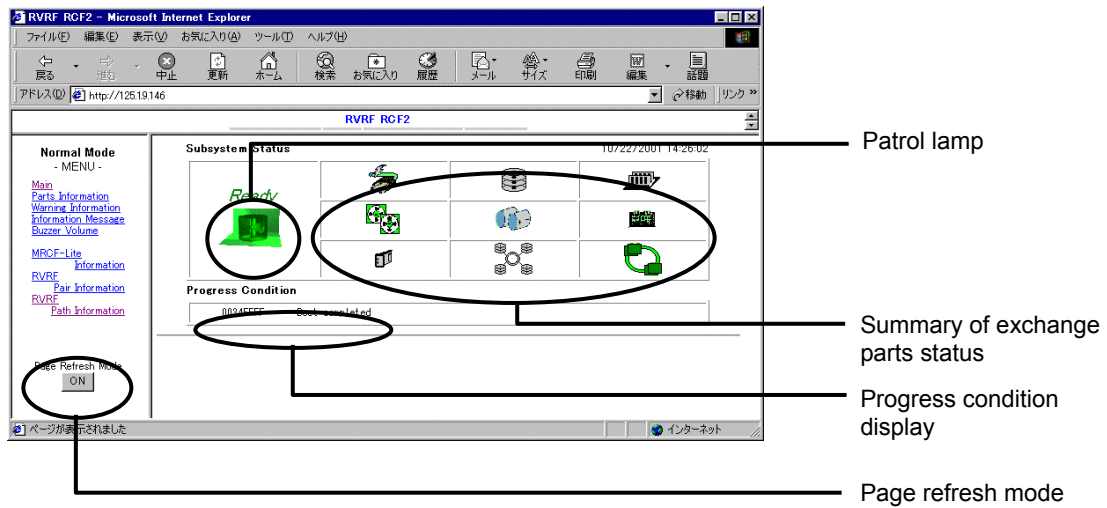 RVRF RCF2 - Microsoft Internet Explorer
ファイル(F) 編集(E) 表示(V) お気に入り(A) ツール(T) ヘルプ(H)
戻る 進む 中止 更新 ホーム 検索 お気に入り 履歴 メール サイズ 印刷 編集 話題
アドレス(D) http://125.19.146 移動 リンク »
RVRF RCF2
Normal Mode
- MENU -
Main
Parts Information
Warning Information
Information Message
Buzzer Volume
MRCF-Lite
Information
RVRF
Pair Information
RVRF
Path Information
Page Refresh Mode
ON
Subsystem Status 10/22/2001 14:26:02
Ready
Progress Condition
Boot completed
ページが表示されました インターネット
Patrol lamp
Summary of exchange
parts status
Progress condition
display
Page refresh mode